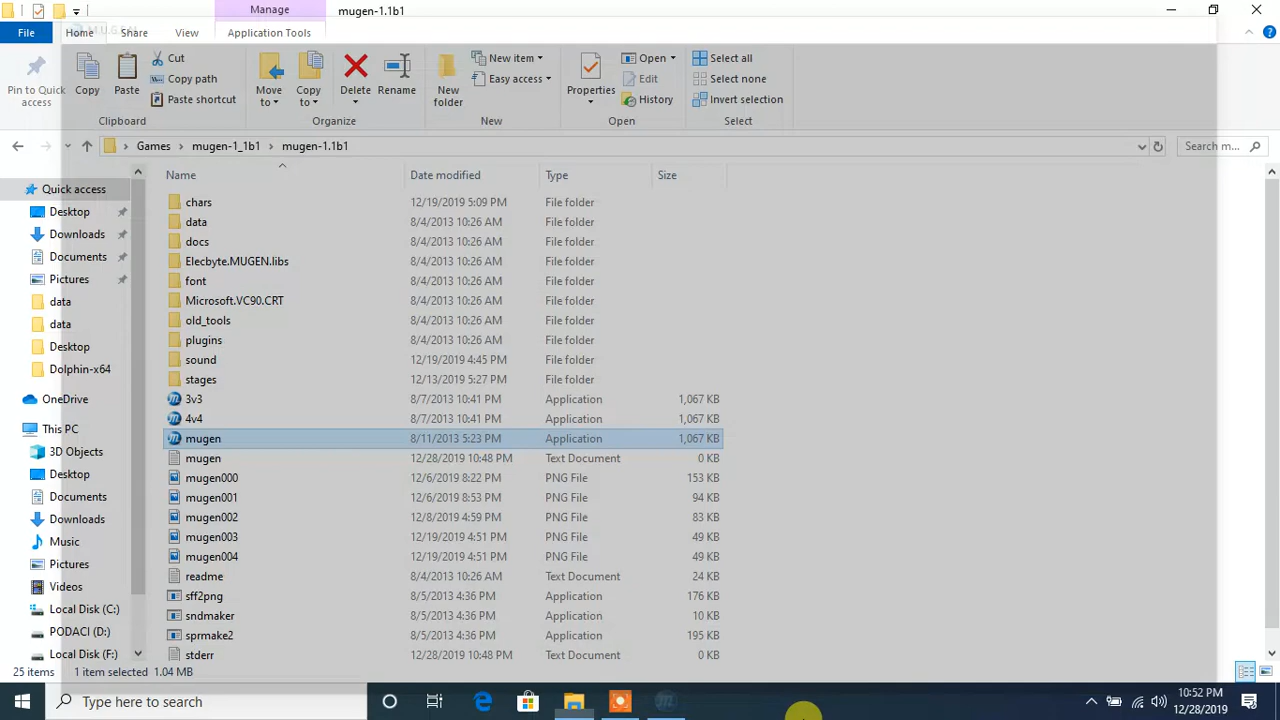 Manage
mugen-1.1b1
File
Home
Share
View
Application Tools
Pin to Quick access
Copy
Paste
Cut
Copy path
Paste shortcut
Clipboard
Move to
Copy to
Delete
Rename
Organize
New folder
New item
Easy access
New
Properties
Open
Edit
History
Open
Select all
Select none
Invert selection
Select
Games > mugen-1_1b1 > mugen-1.1b1
Search m...
Name Date modified Type Size
Quick access
Desktop
Downloads
Documents
Pictures
data
data
Desktop
Dolphin-x64
OneDrive
This PC
3D Objects
Desktop
Documents
Downloads
Music
Pictures
Videos
Local Disk (C:)
PODACI (D:)
Local Disk (F:)
chars 12/19/2019 5:09 PM File folder
data 8/4/2013 10:26 AM File folder
docs 8/4/2013 10:26 AM File folder
Elecbyte.MUGEN.libs 8/4/2013 10:26 AM File folder
font 8/4/2013 10:26 AM File folder
Microsoft.VC90.CRT 8/4/2013 10:26 AM File folder
old_tools 8/4/2013 10:26 AM File folder
plugins 8/4/2013 10:26 AM File folder
sound 12/19/2019 4:45 PM File folder
stages 12/13/2019 5:27 PM File folder
3v3 8/7/2013 10:41 PM Application 1,067 KB
4v4 8/7/2013 10:41 PM Application 1,067 KB
mugen 8/11/2013 5:23 PM Application 1,067 KB
mugen 12/28/2019 10:48 PM Text Document 0 KB
mugen000 12/6/2019 8:22 PM PNG File 153 KB
mugen001 12/6/2019 8:53 PM PNG File 94 KB
mugen002 12/8/2019 4:59 PM PNG File 83 KB
mugen003 12/19/2019 4:51 PM PNG File 49 KB
mugen004 12/19/2019 4:51 PM PNG File 49 KB
readme 8/4/2013 10:26 AM Text Document 24 KB
sff2png 8/5/2013 4:36 PM Application 176 KB
sndmaker 8/5/2013 4:36 PM Application 10 KB
sprmake2 8/5/2013 4:36 PM Application 195 KB
stderr 12/28/2019 10:48 PM Text Document 0 KB
25 items 1 item selected 1.04 MB
Type here to search
10:52 PM
12/28/2019